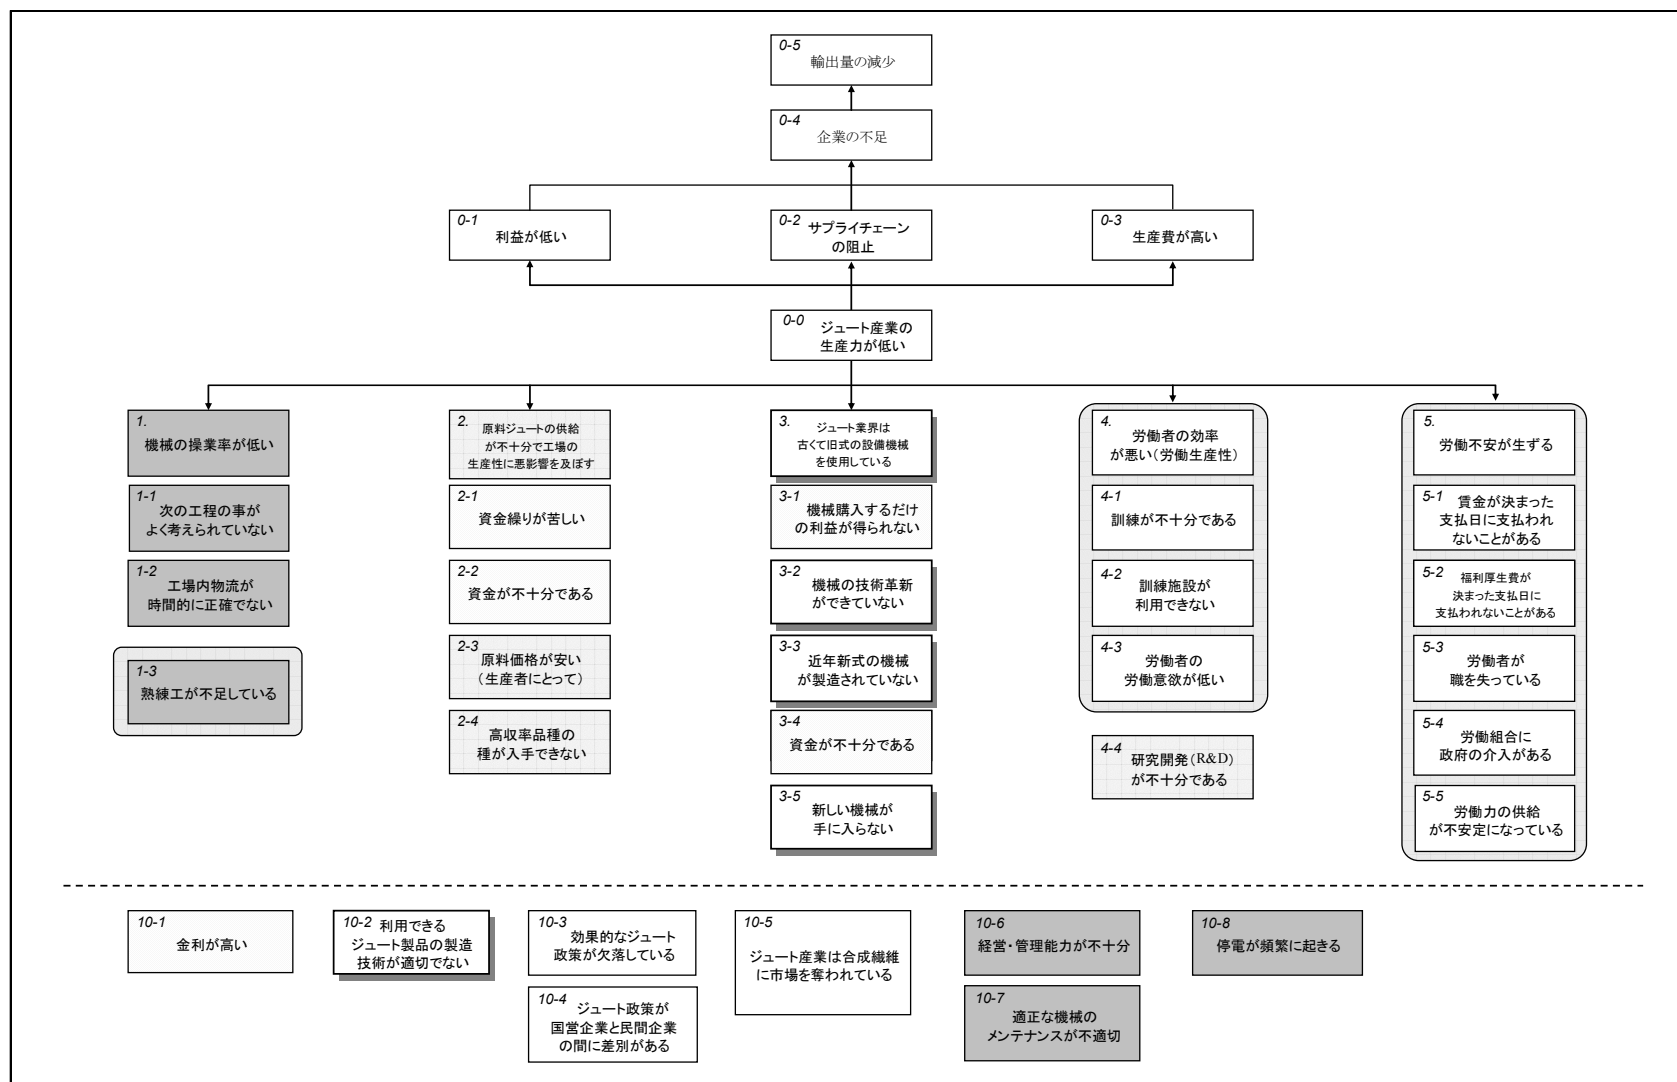 0-5
輸出量の減少
0-4
企業の不足
0-1
利益が低い
0-2
サプライチェーン
の阻止
0-3
生産費が高い
0-0
ジュート産業の
生産力が低い
1.
機械の操業率が低い
1-1
次の工程の事が
よく考えられていない
1-2
工場内物流が
時間的に正確でない
1-3
熟練工が不足している
2.
原料ジュートの供給
が不十分で工場の
生産性に悪影響を及ぼす
2-1
資金繰りが苦しい
2-2
資金が不十分である
2-3
原料価格が安い
(生産者にとって)
2-4
高収率品種の
種が入手できない
3.
ジュート業界は
古くて旧式の設備機械
を使用している
3-1
機械購入するだけ
の利益が得られない
3-2
機械の技術革新
ができていない
3-3
近年新式の機械
が製造されていない
3-4
資金が不十分である
3-5
新しい機械が
手に入らない
4.
労働者の効率
が悪い(労働生産性)
4-1
訓練が不十分である
4-2
訓練施設が
利用できない
4-3
労働者の
労働意欲が低い
4-4
研究開発(R&D)
が不十分である
5.
労働不安が生ずる
5-1
賃金が決まった
支払日に支払われ
ないことがある
5-2
福利厚生費が
決まった支払日に
支払われないことがある
5-3
労働者が
職を失っている
5-4
労働組合に
政府の介入がある
5-5
労働力の供給
が不安定になっている
10-1
金利が高い
10-2
利用できる
ジュート製品の製造
技術が適切でない
10-3
効果的なジュート
政策が欠落している
10-4
ジュート政策が
国営企業と民間企業
の間に差別がある
10-5
ジュート産業は合成繊維
に市場を奪われている
10-6
経営・管理能力が不十分
10-7
適正な機械の
メンテナンスが不適切
10-8
停電が頻繁に起きる